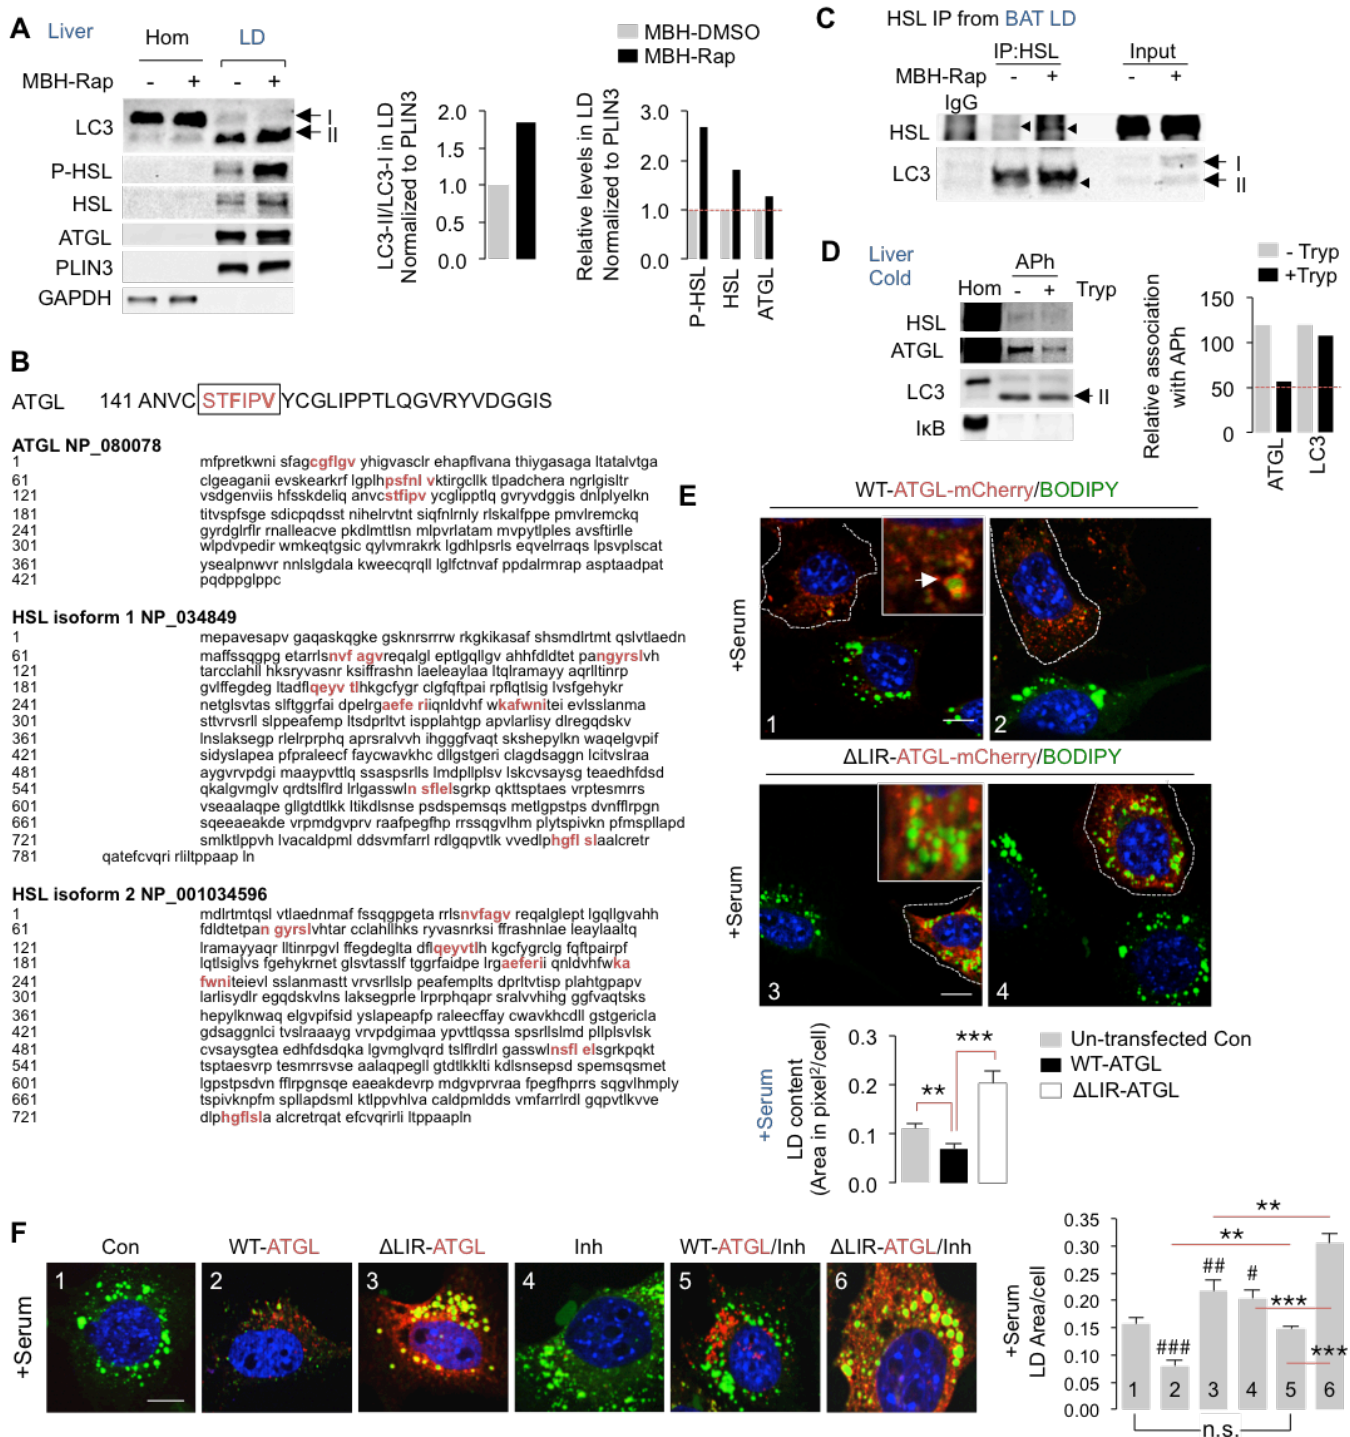 A
Liver
Hom
LD
MBH-Rap
-
+
-
+
LC3
I
II
P-HSL
HSL
ATGL
PLIN3
GAPDH
MBH-DMSO
MBH-Rap
LC3-II/LC3-I in LD
Normalized to PLIN3
2.0
1.5
1.0
0.5
0.0
Relative levels in LD
Normalized to PLIN3
3.0
2.0
1.0
0.0
P-HSL
HSL
ATGL
C
HSL IP from BAT LD
IP:HSL
Input
MBH-Rap
-
+
-
+
IgG
HSL
LC3
I
II
D
Liver
Cold
APh
Hom
-
+
Tryp
HSL
ATGL
LC3
II
IκB
- Tryp
+Tryp
Relative association
with APh
150
100
50
0
ATGL
LC3
B
ATGL 141 ANVCSTFIPVYCGLIPPTLQGVRYVDGGIS
ATGL NP_080078
1 mfpretkwni sfagcgflgv yhigvasclr ehapflvana thiygasaga ltatalvtga
61 clgeaganii evskearkrf lgplhpsfnl vktirgcllk tlpadchera ngrlgisltr
121 vsdgenviis hfsskdeliq anvcstfipv ycglipptlq gvryvdggis dnlplyelkn
181 titvspfsge sdicpqdsst nihelrvtnt siqfnlrnly rlskalfppe pmvlremckq
241 gyrdglrflr rnalleacve pkdlmttlsn mlpvrlatam mvpytlples avsftirlle
301 wlpdvpedir wmkeqtgsic qylvmrakrk lgdhlpsrls eqvelrraqs lpsvplscat
361 ysealpnwvr nnlslgdala kweecqrqll lglfctnvaf ppdalrmrap asptaadpat
421 pqdppglppc
HSL isoform 1 NP_034849
1 mepavesapv gaqaskqgke gsknrsrrrw rkgkikasaf shsmdlrtmt qslvtlaedn
61 maffssqgpg etarrlsnvf agvreqalgl eptlgqllgv ahhfdldtet pangyrslvh
121 tarcclahll hksryvasnr ksiffrashn laeleaylaa ltqlramayy aqrlltinrp
181 gvlffegdeg ltadflqeyv tlhkgcfygr clgfqftpai rpflqtlsig lvsfgehykr
241 netglsvtas slftggrfai dpelrgaefe riiqnldvhf wkafwnitei evlsslanma
301 sttvrvsrll slppeafemp ltsdprltvt ispplahtgp apvlarlisy dlregqdskv
361 lnslaksegp rlelrprphq aprsralvvh ihgggfvaqt skshepylkn waqelgvpif
421 sidyslapea pfpraleecf faycwavkhc dllgstgeri clagdsaggn lcitvslraa
481 aygvrvpdgi maaypvttlq ssaspsrlls lmdpllplsv lskcvsaysg teaedhfdsd
541 qkalgvmglv qrdtslflrd lrlgasswln sflelsgrkp qkttsptaes vrptesmrrs
601 vseaalaqpe gllgtdtlkk ltikdlsnse psdspemsqs metlgpstps dvnfflrpgn
661 sqeeaeakde vrpmdgvprv raafpegfhp rrssqgvlhm plytspivkn pfmspllapd
721 smlktlppvh lvacaldpml ddsvmfarrl rdlgqpvtlk vvedlphgfl slaalcretr
781 qatefcvqri rliltppaap ln
HSL isoform 2 NP_001034596
1 mdlrtmtqsl vtlaednmaf fssqgpgeta rrlsnvfagv reqalglept lgqllgvahh
61 fdldtetpan gyrslvhtar cclahllhks ryvasnrksi ffrashnlae leaylaaltq
121 lramayyaqr lltinrpgvl ffegdeglta dflqeyvtlh kgcfygrclg fqftpairpf
181 lqtlsiglvs fgehykrnet glsvtasslf tggrfaidpe lrgaeferii qnldvhfwka
241 fwniteievl sslanmastt vrvsrllslp peafemplts dprltvtisp plahtgpapv
301 larlisydlr egqdskvlns laksegprle lrprphqapr sralvvhihg ggfvaqtsks
361 hepylknwaq elgvpifsid yslapeapfp raleecffay cwavkhcdll gstgericla
421 gdsaggnlci tvslraaayg vrvpdgimaa ypvttlqssa spsrllslmd pllplsvlsk
481 cvsaysgtea edhfdsdqka lgvmglvqrd tslflrdlrl gasswlnsfl elsgrkpqkt
541 tsptaesvrp tesmrrsvse aalaqpegll gtdtlkklti kdlsnsepsd spemsqsmet
601 lgpstpsdvn fflrpgnsqe eaeakdevrp mdgvprvraa fpegfhprrs sqgvlhmply
661 tspivknpfm spllapdsml ktlppvhlva caldpmldds vmfarrlrdl gqpvtlkvve
721 dlphgflsla alcretrqat efcvqrirli ltppaapln
E
WT-ATGL-mCherry/BODIPY
+Serum
1
2
ΔLIR-ATGL-mCherry/BODIPY
+Serum
3
4
+Serum
LD content
(Area in pixel²/cell)
0.3
0.2
0.1
0.0
**
***
Un-transfected Con
WT-ATGL
ΔLIR-ATGL
F
Con
WT-ATGL
ΔLIR-ATGL
Inh
WT-ATGL/Inh
ΔLIR-ATGL/Inh
+Serum
1
2
3
4
5
6
+Serum
LD Area/cell
0.35
0.30
0.25
0.20
0.15
0.10
0.05
0.00
**
**
##
#
***
###
***
1
2
3
4
5
6
n.s.